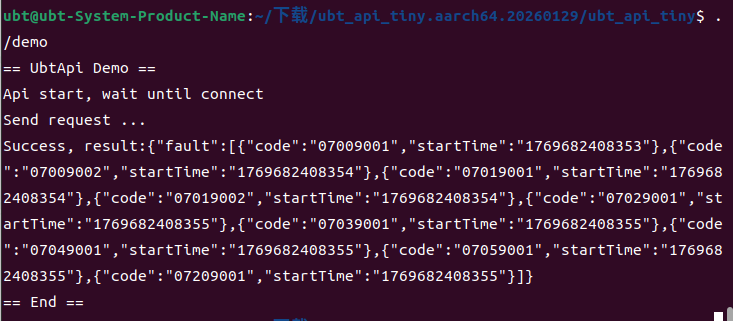 ubt@ubt-System-Product-Name:~/下载/ubt_api_tiny.aarch64.20260129/ubt_api_tiny$ .
/demo
== UbtApi Demo ==
Api start, wait until connect
Send request ...
Success, result:{"fault":[{"code":"07009001","startTime":"1769682408353"},{"code
":"07009002","startTime":"1769682408354"},{"code":"07019001","startTime":"176968
2408354"},{"code":"07019002","startTime":"1769682408354"},{"code":"07029001","st
artTime":"1769682408355"},{"code":"07039001","startTime":"1769682408355"},{"code
":"07049001","startTime":"1769682408355"},{"code":"07059001","startTime":"176968
2408355"},{"code":"07209001","startTime":"1769682408355"}]}
== End ==